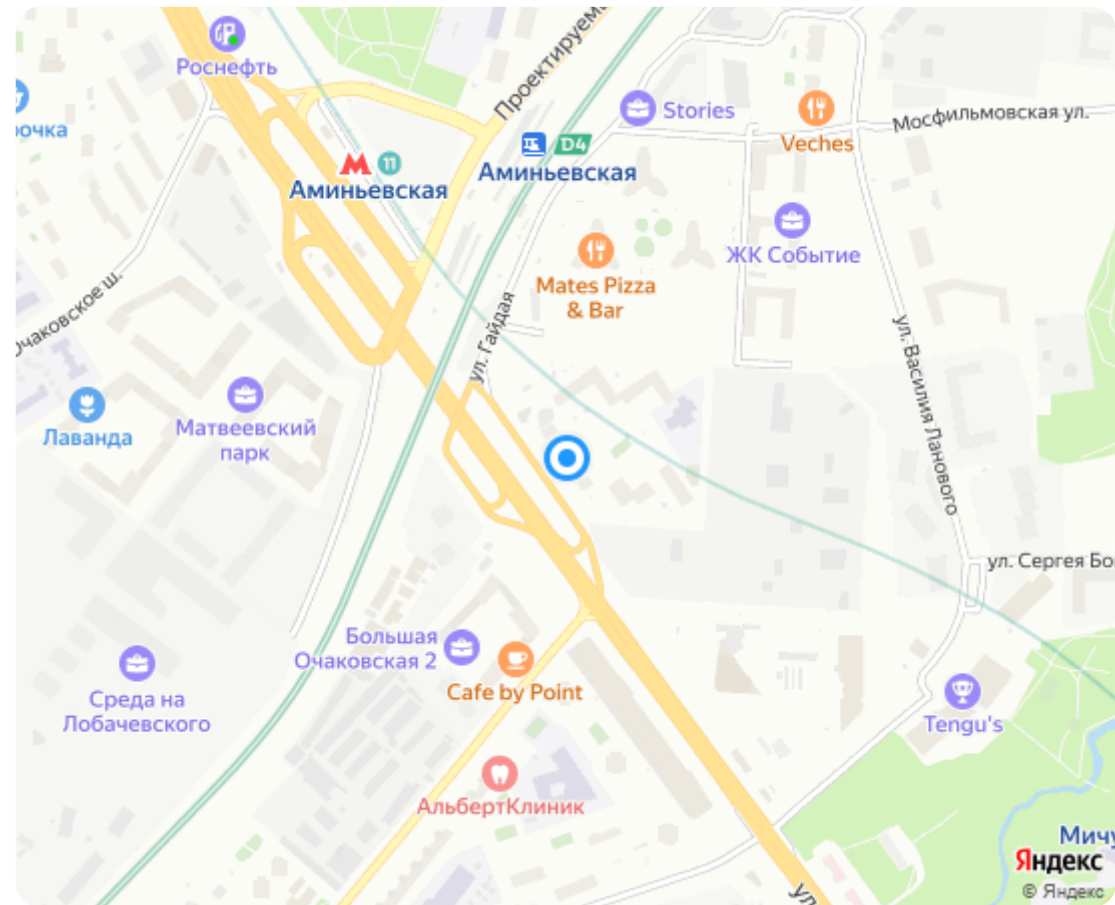 Роснефть
Проектируем
Stories
Veches
Мосфильмовская ул.
рочка
11
Аминьевская
D4
Аминьевская
ЖК Событие
Mates Pizza
& Bar
Очаковское ш.
ул. Гайдая
ул. Василия Ланового
Лаванда
Матвеевский
парк
ул. Сергея Бо
Большая
Очаковская 2
Cafe by Point
Среда на
Лобачевского
Tengu's
АльбертКлиник
Мичу
Яндекс
© Яндекс
ул.